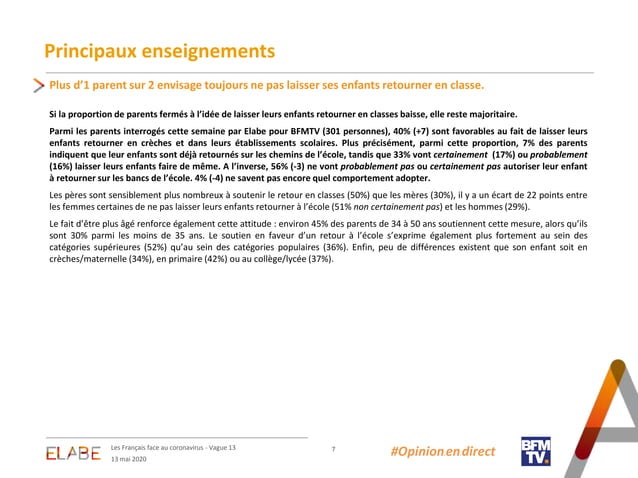 Principaux enseignements
Plus d’1 parent sur 2 envisage toujours ne pas laisser ses enfants retourner en classe.
Si la proportion de parents fermés à l’idée de laisser leurs enfants retourner en classes baisse, elle reste majoritaire.
Parmi les parents interrogés cette semaine par Elabe pour BFMTV (301 personnes), 40% (+7) sont favorables au fait de laisser leurs
enfants retourner en crèches et dans leurs établissements scolaires. Plus précisément, parmi cette proportion, 7% des parents
indiquent que leur enfants sont déjà retournés sur les chemins de l’école, tandis que 33% vont certainement (17%) ou probablement
(16%) laisser leurs enfants faire de même. A l’inverse, 56% (-3) ne vont probablement pas ou certainement pas autoriser leur enfant
à retourner sur les bancs de l’école. 4% (-4) ne savent pas encore quel comportement adopter.
Les pères sont sensiblement plus nombreux à soutenir le retour en classes (50%) que les mères (30%), il y a un écart de 22 points entre
les femmes certaines de ne pas laisser leurs enfants retourner à l’école (51% non certainement pas) et les hommes (29%).
Le fait d’être plus âgé renforce également cette attitude : environ 45% des parents de 34 à 50 ans soutiennent cette mesure, alors qu’ils
sont 30% parmi les moins de 35 ans. Le soutien en faveur d’un retour à l’école s’exprime également plus fortement au sein des
catégories supérieures (52%) qu’au sein des catégories populaires (36%). Enfin, peu de différences existent que son enfant soit en
crèches/maternelle (34%), en primaire (42%) ou au collège/lycée (37%).
ELABE
Les Français face au coronavirus - Vague 13
13 mai 2020
7
#Opinion en direct
BFM
TV.